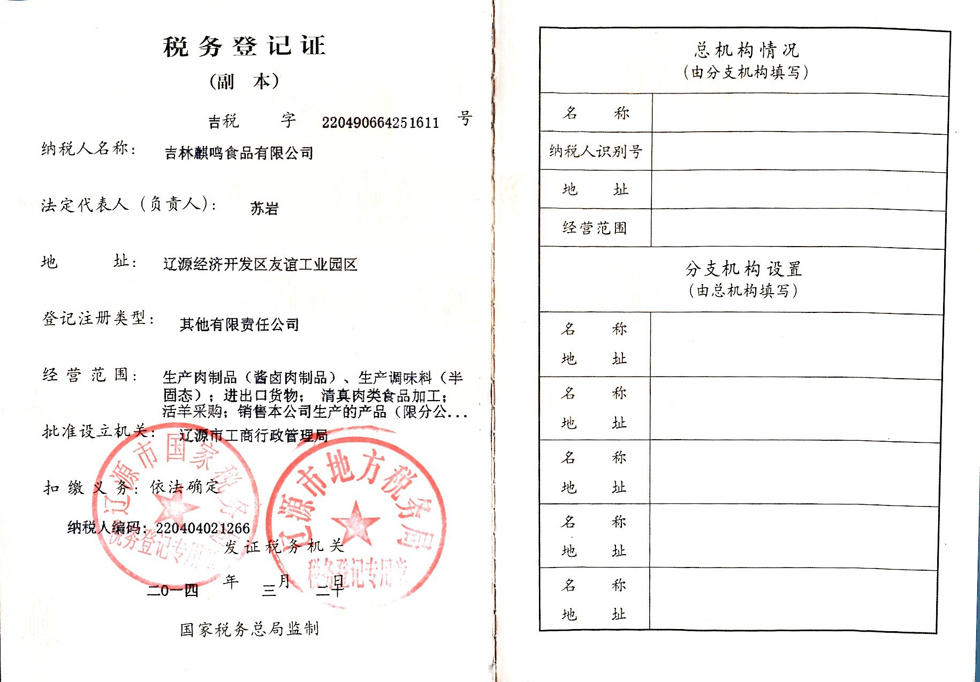 税务登记证
(副 本)
吉税 字 220490664251611 号
纳税人名称: 吉林麒鸣食品有限公司
法定代表人(负责人): 苏岩
地 址: 辽源经济开发区友谊工业园区
登记注册类型: 其他有限责任公司
经营范围: 生产肉制品(酱卤肉制品)、生产调味料(半
固态);进出口货物; 清真肉类食品加工;
活羊采购;销售本公司生产的产品(限分公...
批准设立机关: 辽源市工商行政管理局
扣缴义务: 依法确定
纳税人编码: 220404021266
辽源市国家税务局
税务登记专用章
辽源市地方税务局
税务登记专用章
发证税务机关
二〇一四 年 三 月 二十 日
国家税务总局监制
总机构情况
(由分支机构填写)
名 称
纳税人识别号
地 址
经营范围
分支机构设置
(由总机构填写)
名 称
地 址
名 称
地 址
名 称
地 址
名 称
地 址
名 称
地 址